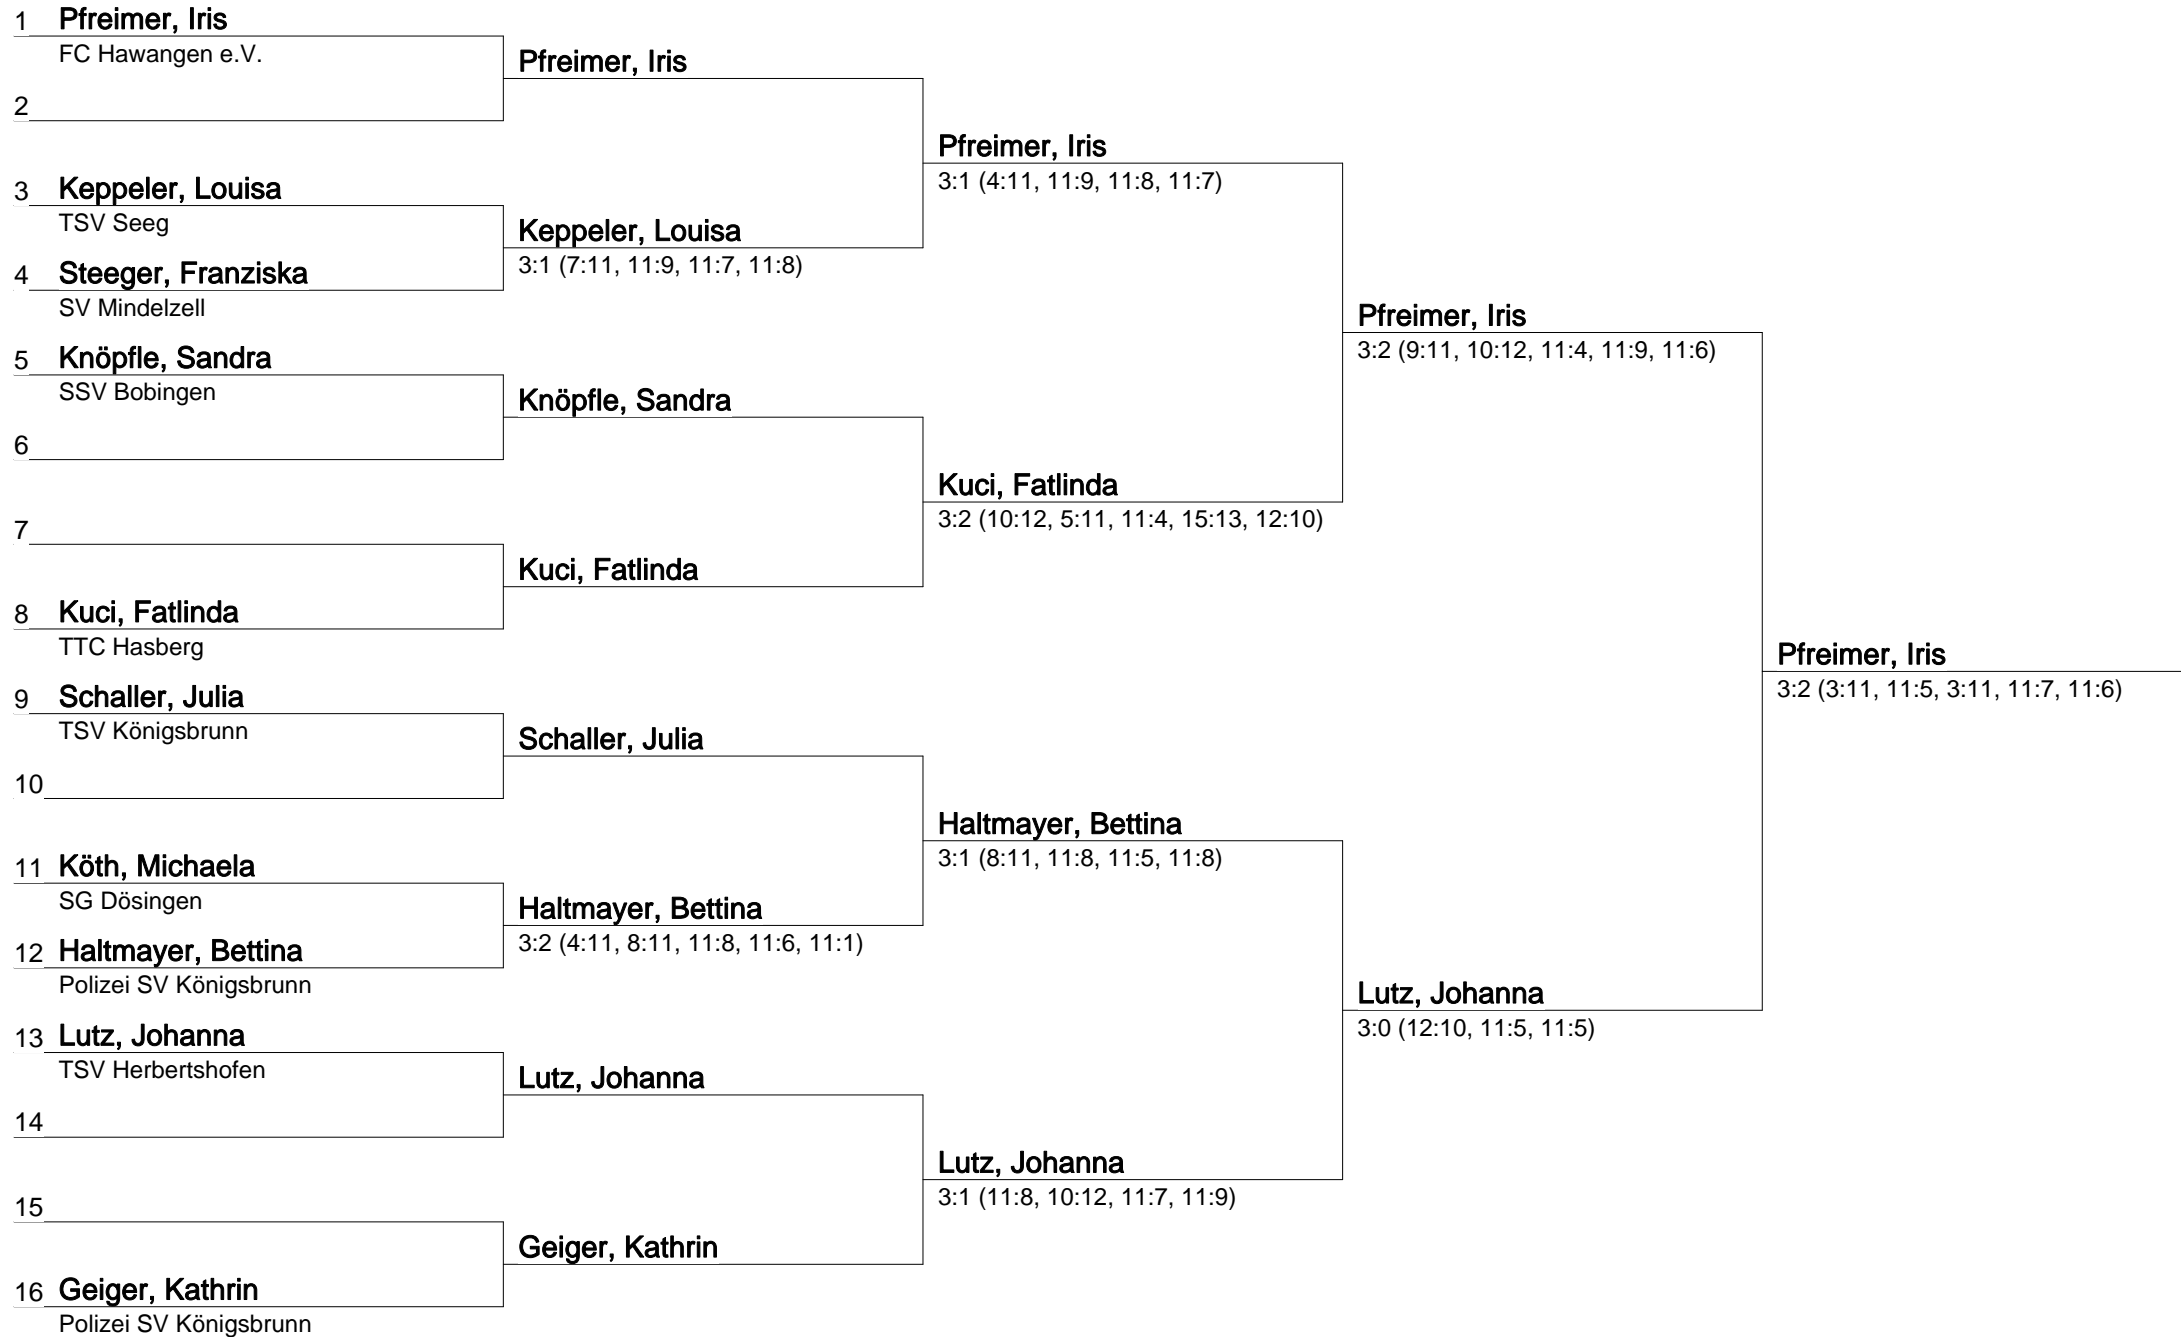 1 Pfreimer, Iris
FC Hawangen e.V.
Pfreimer, Iris
2
Pfreimer, Iris
3:1 (4:11, 11:9, 11:8, 11:7)
3 Keppeler, Louisa
TSV Seeg
Keppeler, Louisa
3:1 (7:11, 11:9, 11:7, 11:8)
4 Steeger, Franziska
SV Mindelzell
Pfreimer, Iris
3:2 (9:11, 10:12, 11:4, 11:9, 11:6)
5 Knöpfle, Sandra
SSV Bobingen
Knöpfle, Sandra
6
Kuci, Fatlinda
3:2 (10:12, 5:11, 11:4, 15:13, 12:10)
7
Kuci, Fatlinda
8 Kuci, Fatlinda
TTC Hasberg
Pfreimer, Iris
3:2 (3:11, 11:5, 3:11, 11:7, 11:6)
9 Schaller, Julia
TSV Königsbrunn
Schaller, Julia
10
Haltmayer, Bettina
3:1 (8:11, 11:8, 11:5, 11:8)
11 Köth, Michaela
SG Dösingen
Haltmayer, Bettina
3:2 (4:11, 8:11, 11:8, 11:6, 11:1)
12 Haltmayer, Bettina
Polizei SV Königsbrunn
Lutz, Johanna
3:0 (12:10, 11:5, 11:5)
13 Lutz, Johanna
TSV Herbertshofen
Lutz, Johanna
14
Lutz, Johanna
3:1 (11:8, 10:12, 11:7, 11:9)
15
Geiger, Kathrin
16 Geiger, Kathrin
Polizei SV Königsbrunn